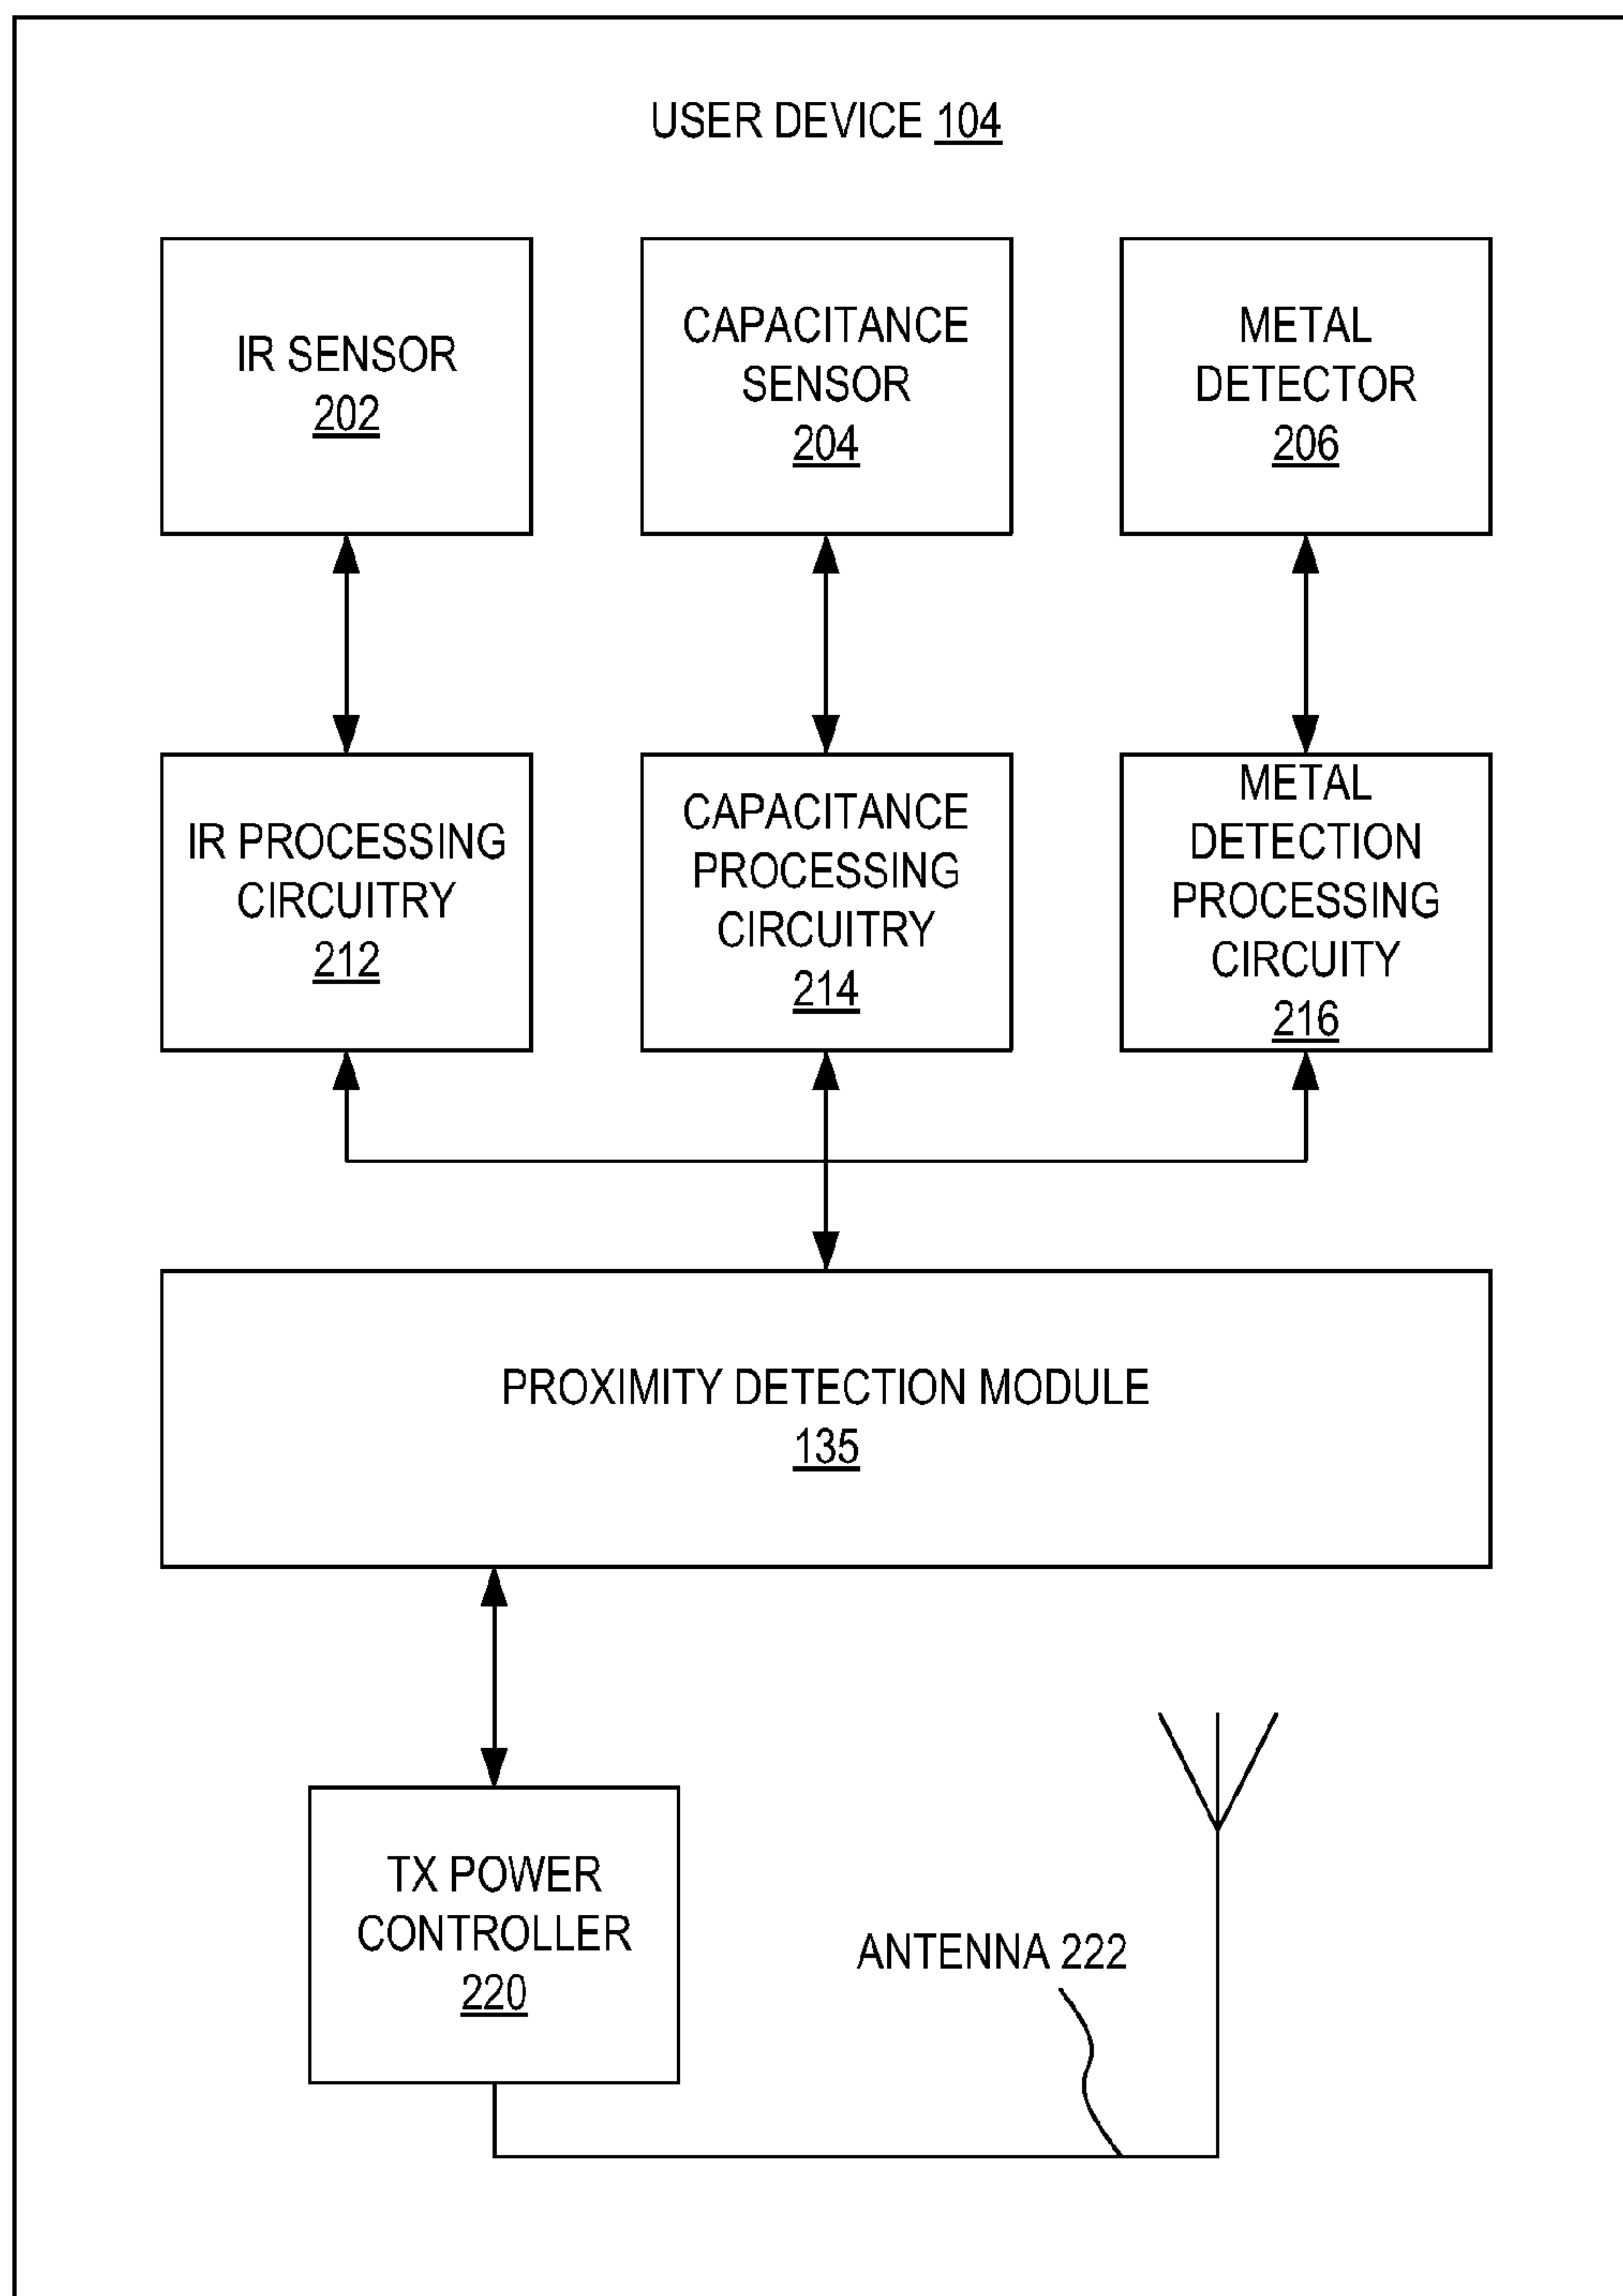 USER DEVICE 104
IR SENSOR
202
CAPACITANCE
SENSOR
204
METAL
DETECTOR
206
IR PROCESSING
CIRCUITRY
212
CAPACITANCE
PROCESSING
CIRCUITRY
214
METAL
DETECTION
PROCESSING
CIRCUITY
216
PROXIMITY DETECTION MODULE
135
TX POWER
CONTROLLER
220
ANTENNA 222